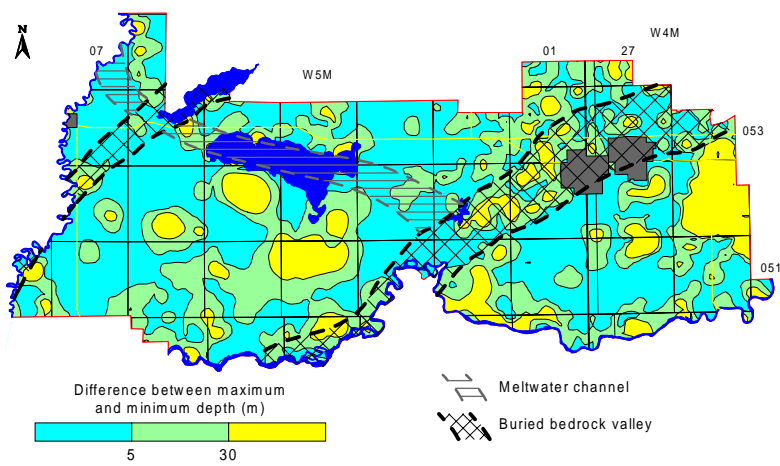 N
07
W5M
01
27
W4M
053
051
Difference between maximum
and minimum depth (m)
5
30
Meltwater channel
Buried bedrock valley